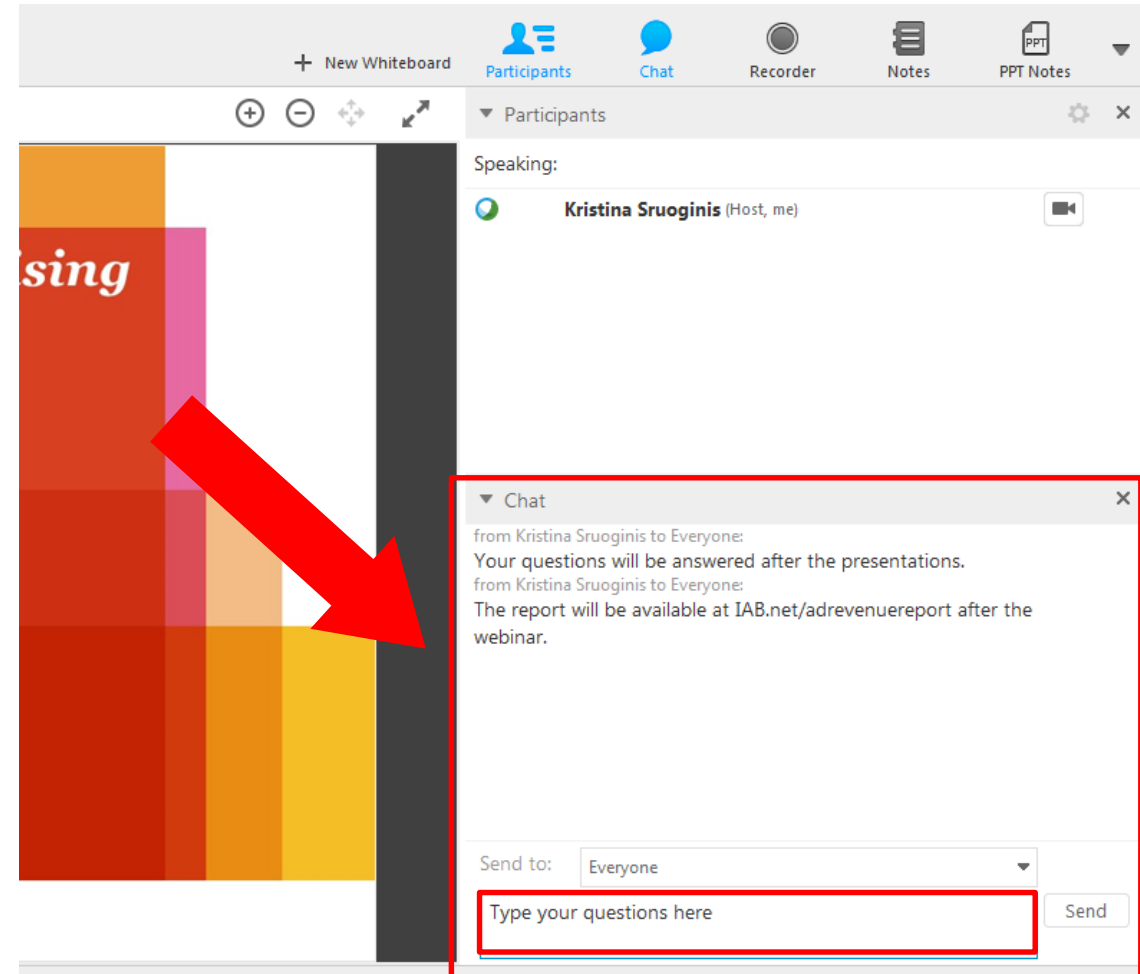 New Whiteboard
Participants
Chat
Recorder
Notes
PPT
PPT Notes
Participants
Speaking:
Kristina Sruoginis (Host, me)
sing
Chat
from Kristina Sruoginis to Everyone:
Your questions will be answered after the presentations.
from Kristina Sruoginis to Everyone:
The report will be available at IAB.net/adrevenuereport after the
webinar.
Send to:
Everyone
Type your questions here
Send